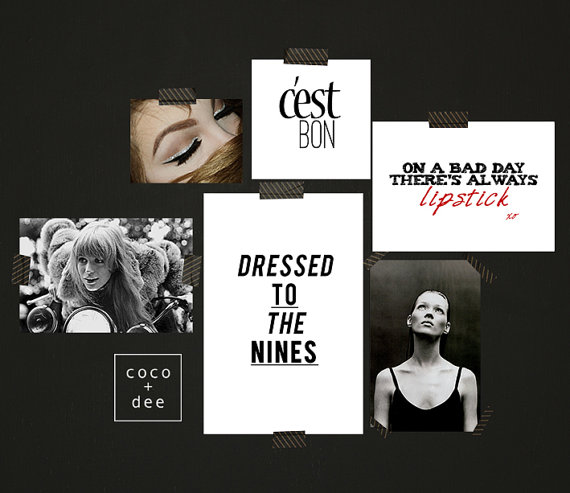 c'est
BON
ON A BAD DAY
THERE'S ALWAYS
lipstick
xo
DRESSED
TO
THE
NINES
coco
+
dee